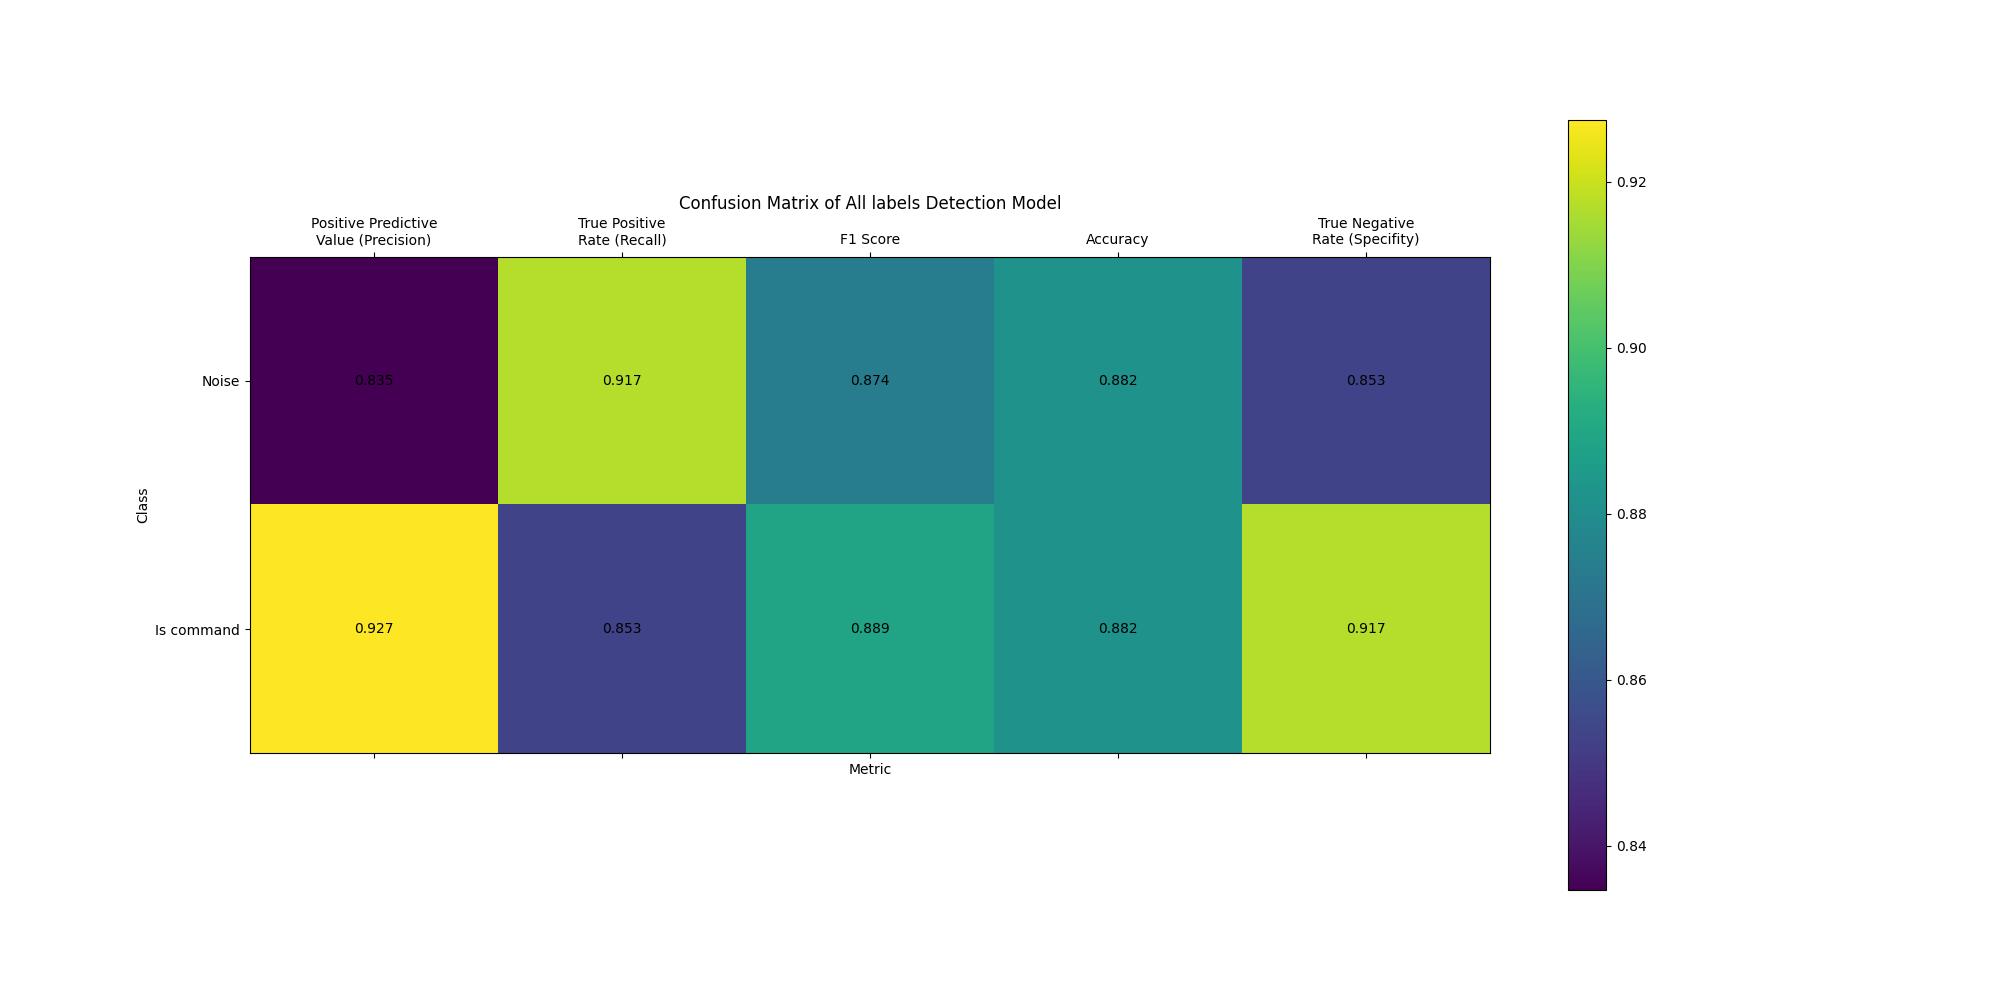 Confusion Matrix of All labels Detection Model
Positive Predictive
Value (Precision)
True Positive
Rate (Recall)
F1 Score
Accuracy
True Negative
Rate (Specifity)
Noise
0.835
0.917
0.874
0.882
0.853
Class
Is command
0.927
0.853
0.889
0.882
0.917
Metric
0.92
0.90
0.88
0.86
0.84